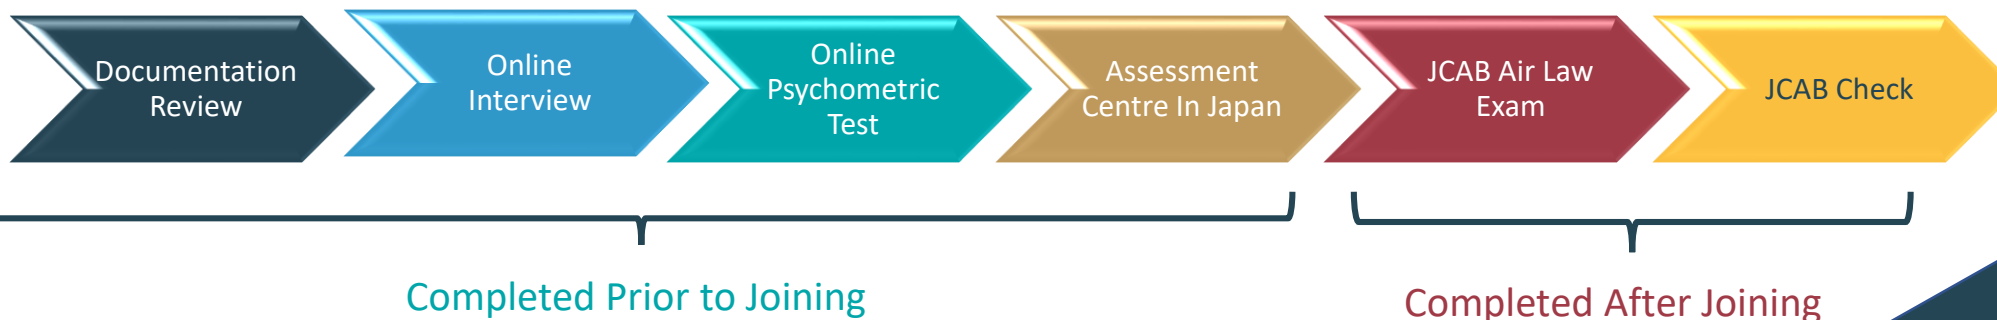 Documentation
Review
Online
Interview
Online
Psychometric
Test
Assessment
Centre In Japan
JCAB Air Law
Exam
JCAB Check
Completed Prior to Joining
Completed After Joining